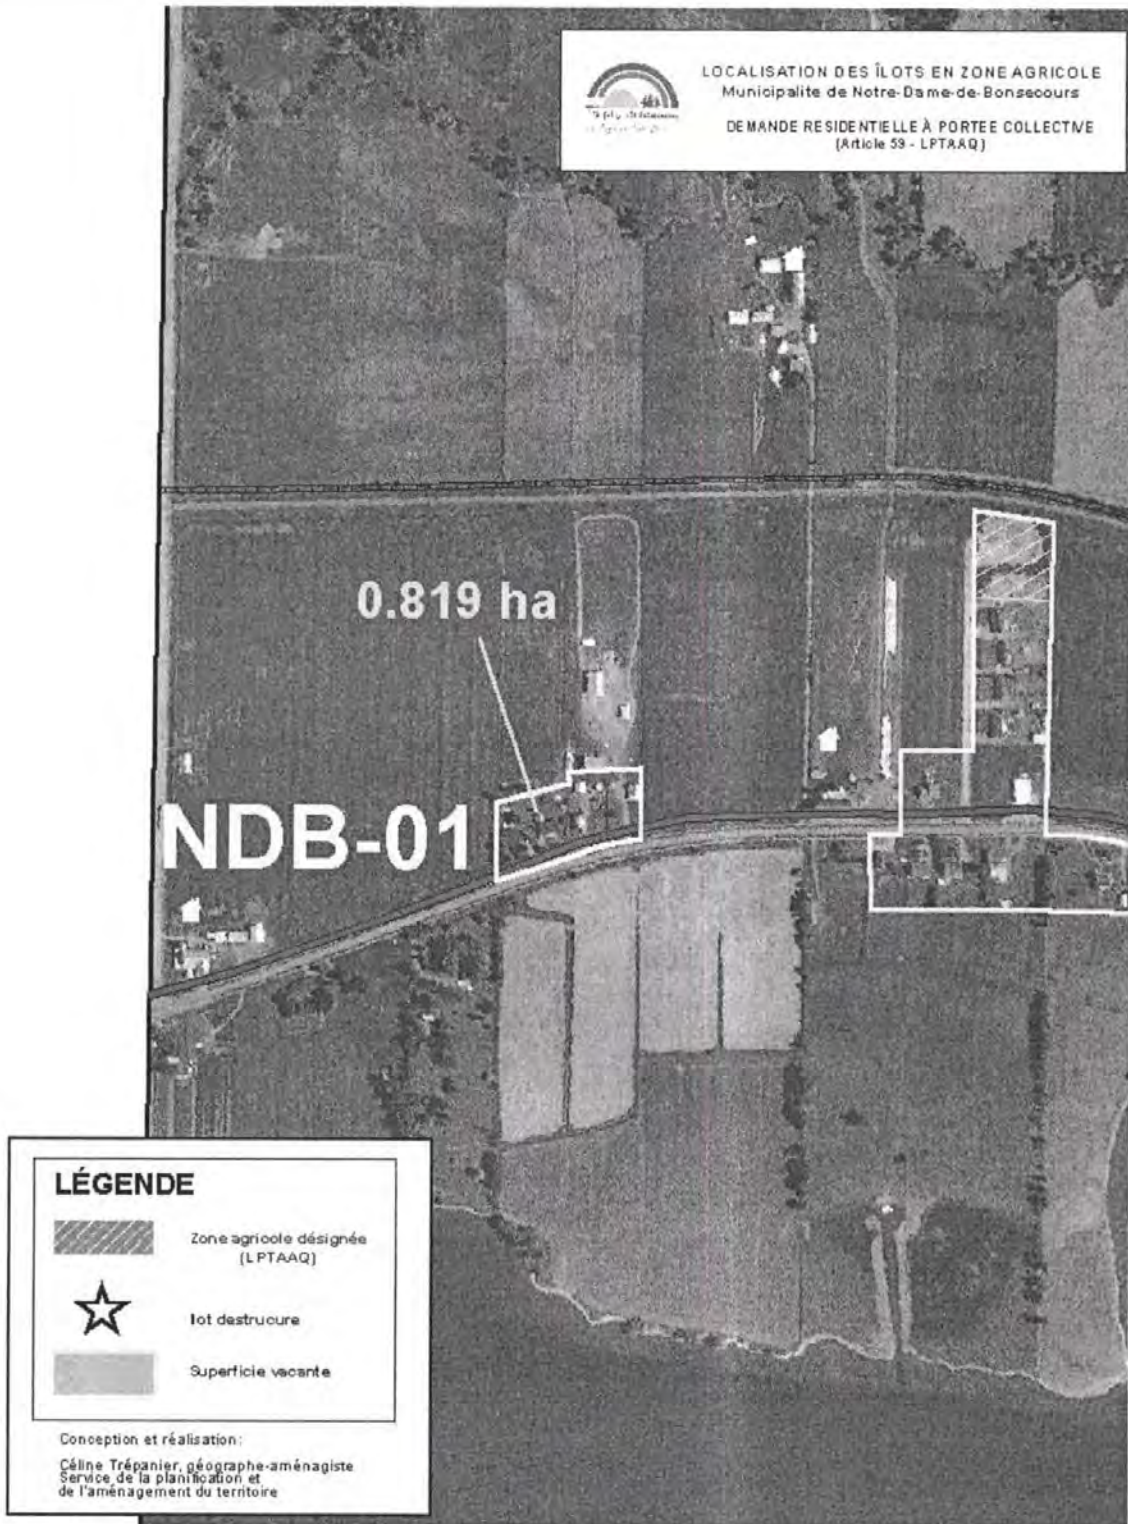 LOCALISATION DES ÎLOTS EN ZONE AGRICOLE
Municipalite de Notre-Dame-de-Bonsecours
DEMANDE RESIDENTIELLE À PORTEE COLLECTIVE
(Article 59 - LPTAAQ)
0.819 ha
NDB-01
LÉGENDE
Zone agricole désignée
(LPTAAQ)
lot destrucure
Superficie vacante
Conception et réalisation:
Céline Trépanier, géographe-aménagiste
Service de la planification et
de l'aménagement du territoire